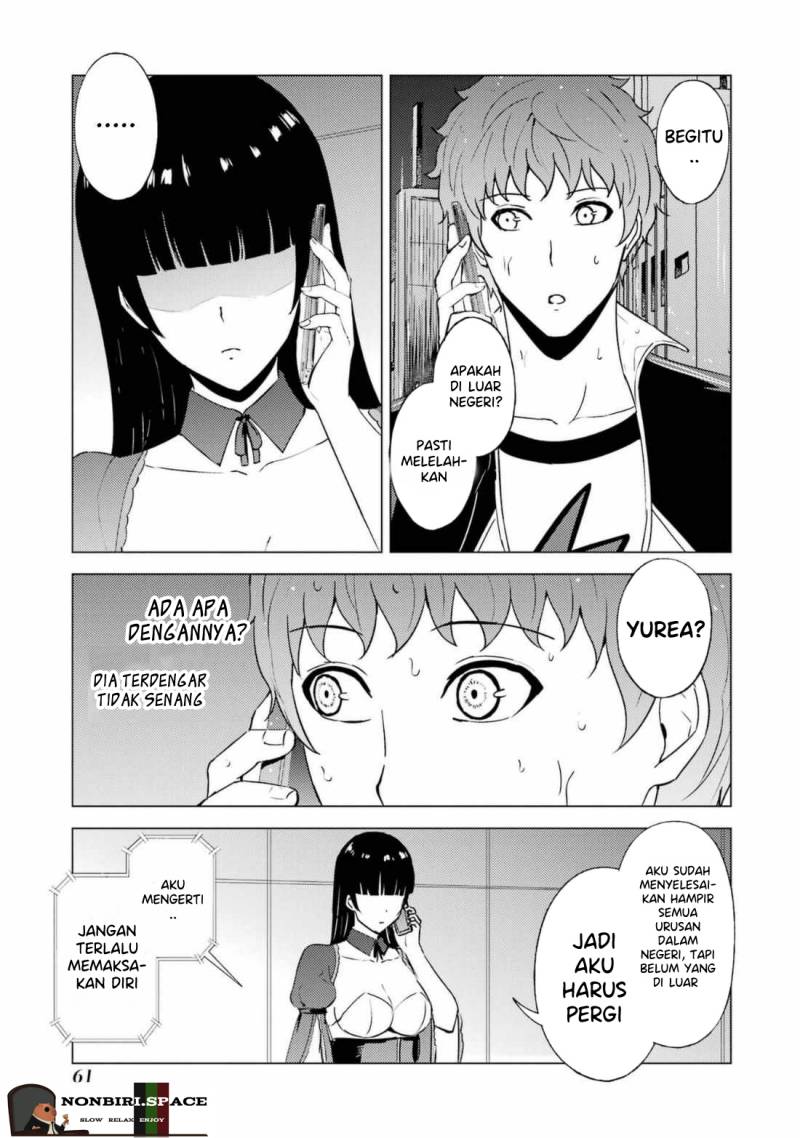 BEGITU
..
APAKAH
DI LUAR
NEGERI?
PASTI
MELELAH-
KAN
.....
YUREA?
ADA APA
DENGANNYA?
DIA TERDENGAR
TIDAK SENANG
AKU SUDAH
MENYELESAI-
KAN HAMPIR
SEMUA
URUSAN
DALAM
NEGERI, TAPI
BELUM YANG
DI LUAR
JADI
AKU
HARUS
PERGI
AKU
MENGERTI
..
JANGAN
TERLALU
MEMAKSA-
KAN DIRI
61
NONBIRI.SPACE
SLOW RELAX ENJOY